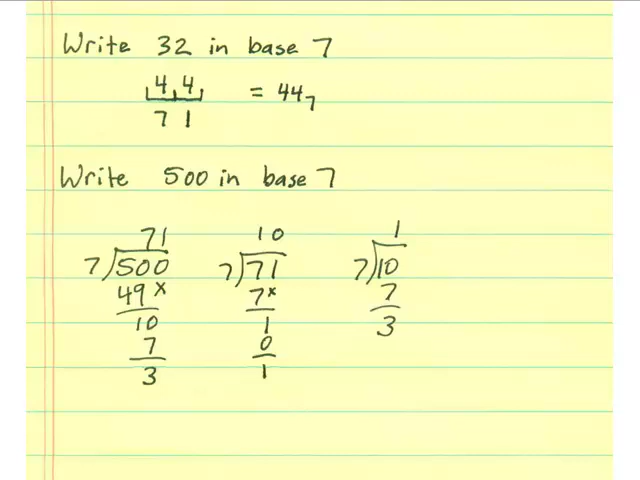 Write 32 in base 7
4 4 = 44₇
7 1
Write 500 in base 7
71 10 1
7)500 7)71 7)10
49x 7x 7
10 1 3
7 0
3 1